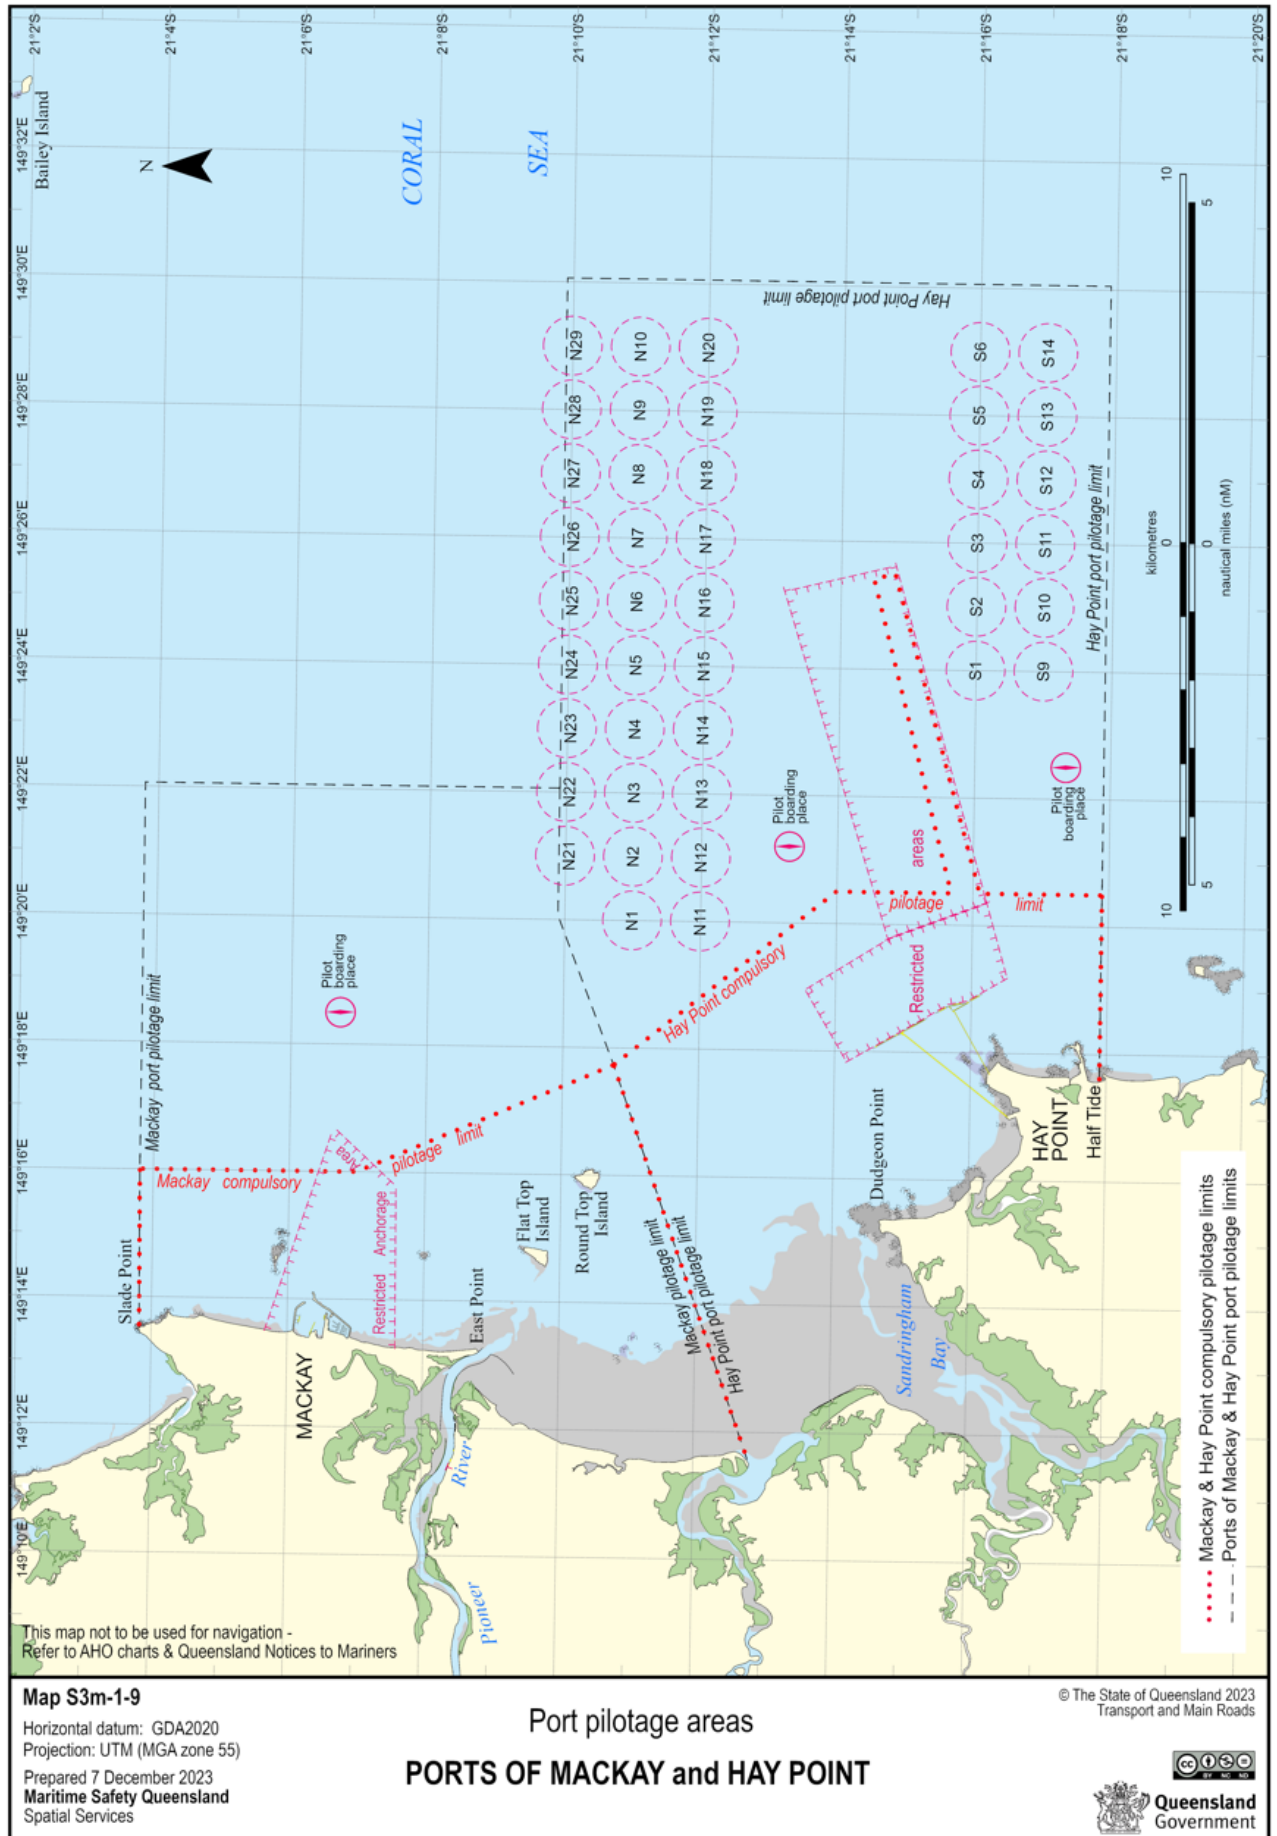 21°2'S
21°4'S
21°6'S
21°8'S
21°10'S
21°12'S
21°14'S
21°16'S
21°18'S
21°20'S
149°32'E
149°30'E
149°28'E
149°26'E
149°24'E
149°22'E
149°20'E
149°18'E
149°16'E
149°14'E
149°12'E
149°10'E
Bailey Island
N
CORAL
SEA
Hay Point port pilotage limit
N29
N28
N27
N26
N25
N24
N23
N22
N21
N10
N9
N8
N7
N6
N5
N4
N3
N2
N1
N20
N19
N18
N17
N16
N15
N14
N13
N12
N11
S6
S5
S4
S3
S2
S1
S14
S13
S12
S11
S10
S9
Hay Point port pilotage limit
10
0
10
kilometres
5
0
5
nautical miles (nM)
Pilot
boarding
place
Pilot
boarding
place
Pilot
boarding
place
Mackay port pilotage limit
Mackay compulsory
pilotage limit
Hay Point compulsory
pilotage limit
Restricted
areas
Restricted Anchorage
Area
Slade Point
MACKAY
East Point
Flat Top
Island
Round Top
Island
Mackay pilotage limit
Hay Point port pilotage limit
Dudgeon Point
Sandringham
Bay
HAY
POINT
Half Tide
Pioneer
River
Mackay & Hay Point compulsory pilotage limits
Ports of Mackay & Hay Point port pilotage limits
This map not to be used for navigation -
Refer to AHO charts & Queensland Notices to Mariners
Map S3m-1-9
Horizontal datum: GDA2020
Projection: UTM (MGA zone 55)
Prepared 7 December 2023
Maritime Safety Queensland
Spatial Services
Port pilotage areas
PORTS OF MACKAY and HAY POINT
© The State of Queensland 2023
Transport and Main Roads
CC
BY NC ND
Queensland
Government